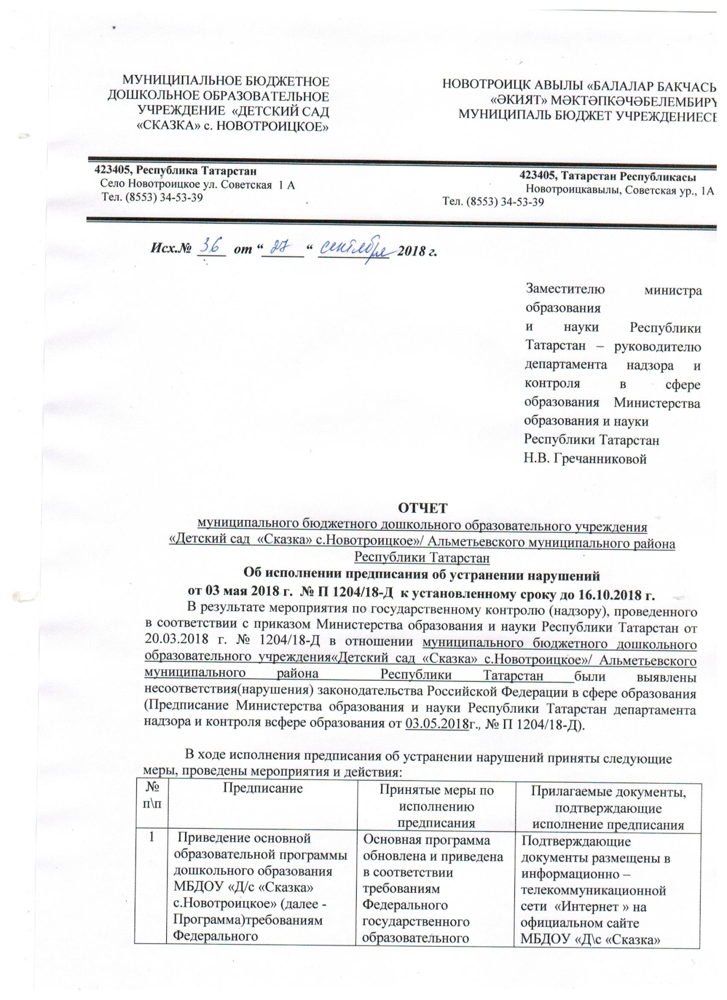 МУНИЦИПАЛЬНОЕ БЮДЖЕТНОЕ
ДОШКОЛЬНОЕ ОБРАЗОВАТЕЛЬНОЕ
УЧРЕЖДЕНИЕ «ДЕТСКИЙ САД
«СКАЗКА» с. НОВОТРОИЦКОЕ»
НОВОТРОИЦК АВЫЛЫ «БАЛАЛАР БАКЧАСЫ
«ӘКИЯТ» МӘКТӘПКӘЧӘБЕЛЕМБИРҮ
МУНИЦИПАЛЬ БЮДЖЕТ УЧРЕЖДЕНИЕСЕ
423405, Республика Татарстан
Село Новотроицкое ул. Советская 1 А
Тел. (8553) 34-53-39
423405, Татарстан Республикасы
Новотроицкавылы, Советская ур., 1А
Тел. (8553) 34-53-39
Исх.№ 36 от “ 27 “ сентября 2018 г.
Заместителю министра
образования
и науки Республики
Татарстан – руководителю
департамента надзора и
контроля в сфере
образования Министерства
образования и науки
Республики Татарстан
Н.В. Гречанниковой
ОТЧЕТ
муниципального бюджетного дошкольного образовательного учреждения
«Детский сад «Сказка» с.Новотроицкое»/ Альметьевского муниципального района
Республики Татарстан
Об исполнении предписания об устранении нарушений
от 03 мая 2018 г. № П 1204/18-Д к установленному сроку до 16.10.2018 г.
В результате мероприятия по государственному контролю (надзору), проведенного
в соответствии с приказом Министерства образования и науки Республики Татарстан от
20.03.2018 г. № 1204/18-Д в отношении муниципального бюджетного дошкольного
образовательного учреждения«Детский сад «Сказка» с.Новотроицкое»/ Альметьевского
муниципального района Республики Татарстан были выявлены
несоответствия(нарушения) законодательства Российской Федерации в сфере образования
(Предписание Министерства образования и науки Республики Татарстан департамента
надзора и контроля всфере образования от 03.05.2018г., № П 1204/18-Д).
В ходе исполнения предписания об устранении нарушений приняты следующие
меры, проведены мероприятия и действия:
№
п\п
Предписание
Принятые меры по
исполнению
предписания
Прилагаемые документы,
подтверждающие
исполнение предписания
1
Приведение основной
образовательной программы
дошкольного образования
МБДОУ «Д/с «Сказка»
с.Новотроицкое» (далее -
Программа)требованиям
Федерального
Основная программа
обновлена и приведена
в соответствии
требованиям
Федерального
государственного
образовательного
Подтверждающие
документы размещены в
информационно –
телекоммуникационной
сети «Интернет » на
официальном сайте
МБДОУ «Д\с «Сказка»